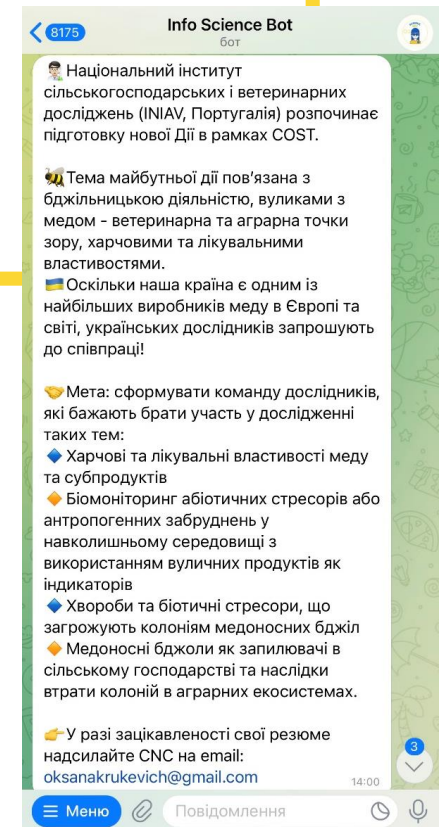 8175
Info Science Bot
бот
Національний інститут
сільськогосподарських і ветеринарних
досліджень (INIAV, Португалія) розпочинає
підготовку нової Дії в рамках COST.
Тема майбутньої дії пов’язана з
бджільницькою діяльністю, вуликами з
медом - ветеринарна та аграрна точки
зору, харчовими та лікувальними
властивостями.
Оскільки наша країна є одним із
найбільших виробників меду в Європі та
світі, українських дослідників запрошують
до співпраці!
Мета: сформувати команду дослідників,
які бажають брати участь у дослідженні
таких тем:
Харчові та лікувальні властивості меду
та субпродуктів
Біомоніторинг абіотичних стресорів або
антропогенних забруднень у
навколишньому середовищі з
використанням вуличних продуктів як
індикаторів
Хвороби та біотичні стресори, що
загрожують колоніям медоносних бджіл
Медоносні бджоли як запилювачі в
сільському господарстві та наслідки
втрати колоній в аграрних екосистемах.
У разі зацікавленості свої резюме
надсилайте CNC на email:
oksanakrukevich@gmail.com
14:00
3
Меню
Повідомлення